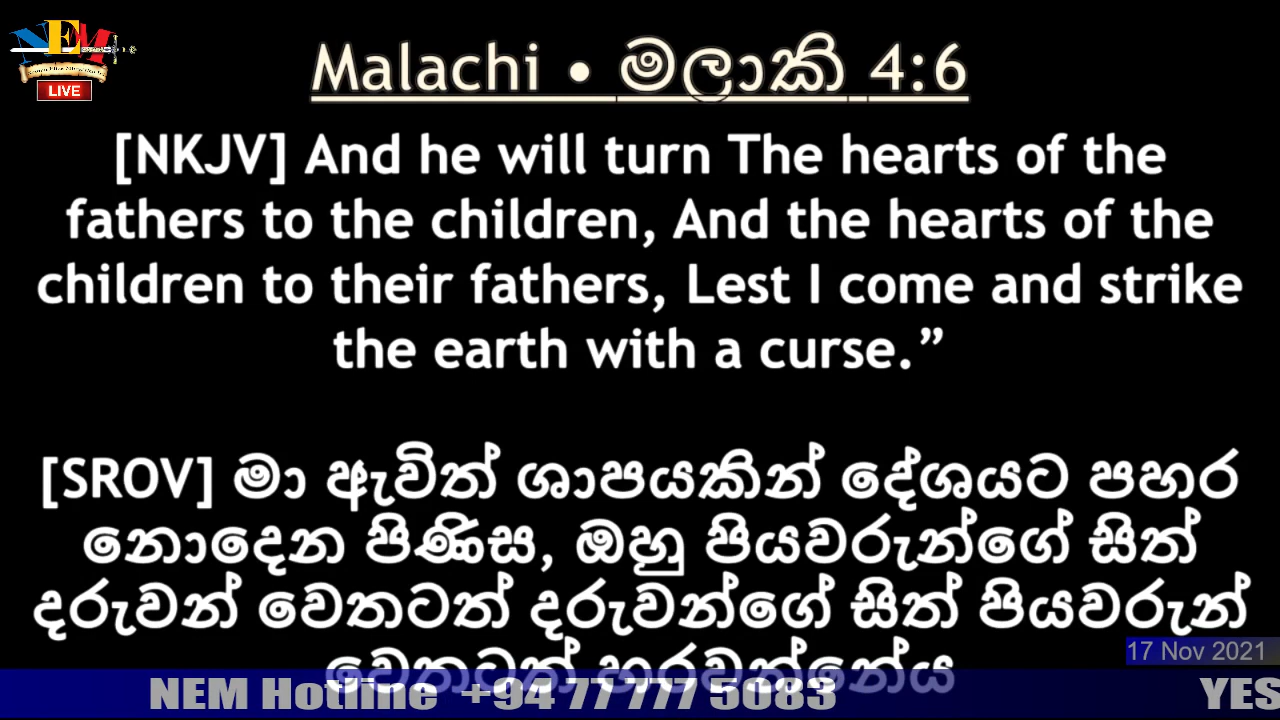 NEM
LIVE
Malachi • මලාකි 4:6
[NKJV] And he will turn The hearts of the
fathers to the children, And the hearts of the
children to their fathers, Lest I come and strike
the earth with a curse.”
[SROV] මා ඇවිත් ශාපයකින් දේශයට පහර
නොදෙන පිණිස, ඔහු පියවරුන්ගේ සිත්
දරුවන් වෙතටත් දරුවන්ගේ සිත් පියවරුන්
වෙතටත් හරවන්නේය
17 Nov 2021
NEM Hotline +94 77 777 5083
YES